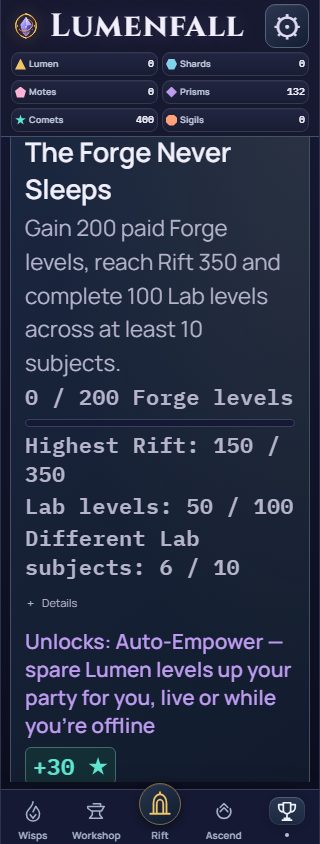 LUMENFALL
Lumen 0
Shards 0
Motes 0
Prisms 132
Comets 400
Sigils 0
The Forge Never
Sleeps
Gain 200 paid Forge
levels, reach Rift 350 and
complete 100 Lab levels
across at least 10
subjects.
0 / 200 Forge levels
Highest Rift: 150 /
350
Lab levels: 50 / 100
Different Lab
subjects: 6 / 10
+ Details
Unlocks: Auto-Empower —
spare Lumen levels up your
party for you, live or while
you're offline
+30 ★
Wisps
Workshop
Rift
Ascend